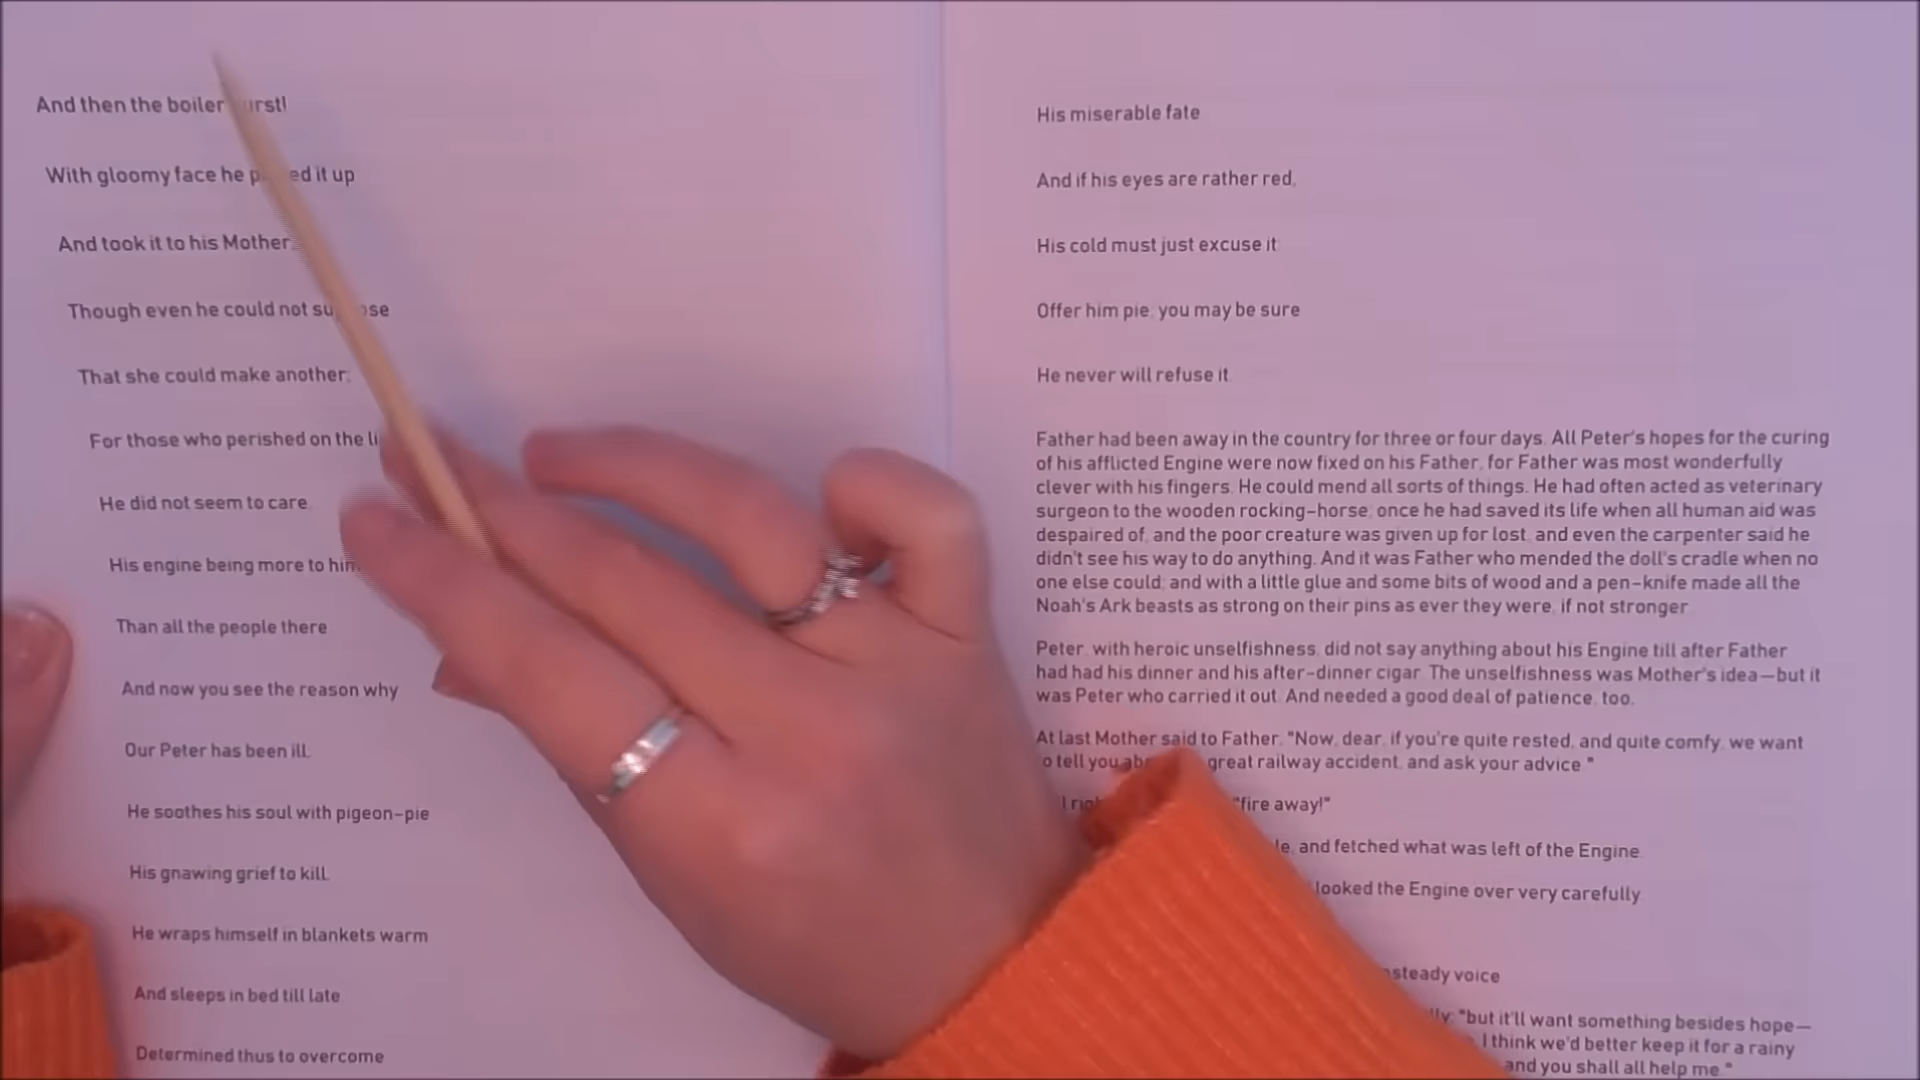 And then the boiler urst!
With gloomy face he p ed it up
And took it to his Mother
Though even he could not su ose
That she could make another;
For those who perished on the li
He did not seem to care,
His engine being more to him
Than all the people there
And now you see the reason why
Our Peter has been ill.
He soothes his soul with pigeon-pie
His gnawing grief to kill.
He wraps himself in blankets warm
And sleeps in bed till late
Determined thus to overcome
His miserable fate
And if his eyes are rather red,
His cold must just excuse it
Offer him pie; you may be sure
He never will refuse it.
Father had been away in the country for three or four days. All Peter's hopes for the curing
of his afflicted Engine were now fixed on his Father, for Father was most wonderfully
clever with his fingers. He could mend all sorts of things. He had often acted as veterinary
surgeon to the wooden rocking-horse; once he had saved its life when all human aid was
despaired of, and the poor creature was given up for lost, and even the carpenter said he
didn't see his way to do anything. And it was Father who mended the doll's cradle when no
one else could; and with a little glue and some bits of wood and a pen-knife made all the
Noah's Ark beasts as strong on their pins as ever they were, if not stronger.
Peter, with heroic unselfishness, did not say anything about his Engine till after Father
had had his dinner and his after-dinner cigar. The unselfishness was Mother's idea—but it
was Peter who carried it out. And needed a good deal of patience, too.
At last Mother said to Father, "Now, dear, if you're quite rested, and quite comfy, we want
o tell you great railway accident, and ask your advice."
"fire away!"
le, and fetched what was left of the Engine.
looked the Engine over very carefully.
steady voice
"but it'll want something besides hope—
I think we'd better keep it for a rainy
and you shall all help me."